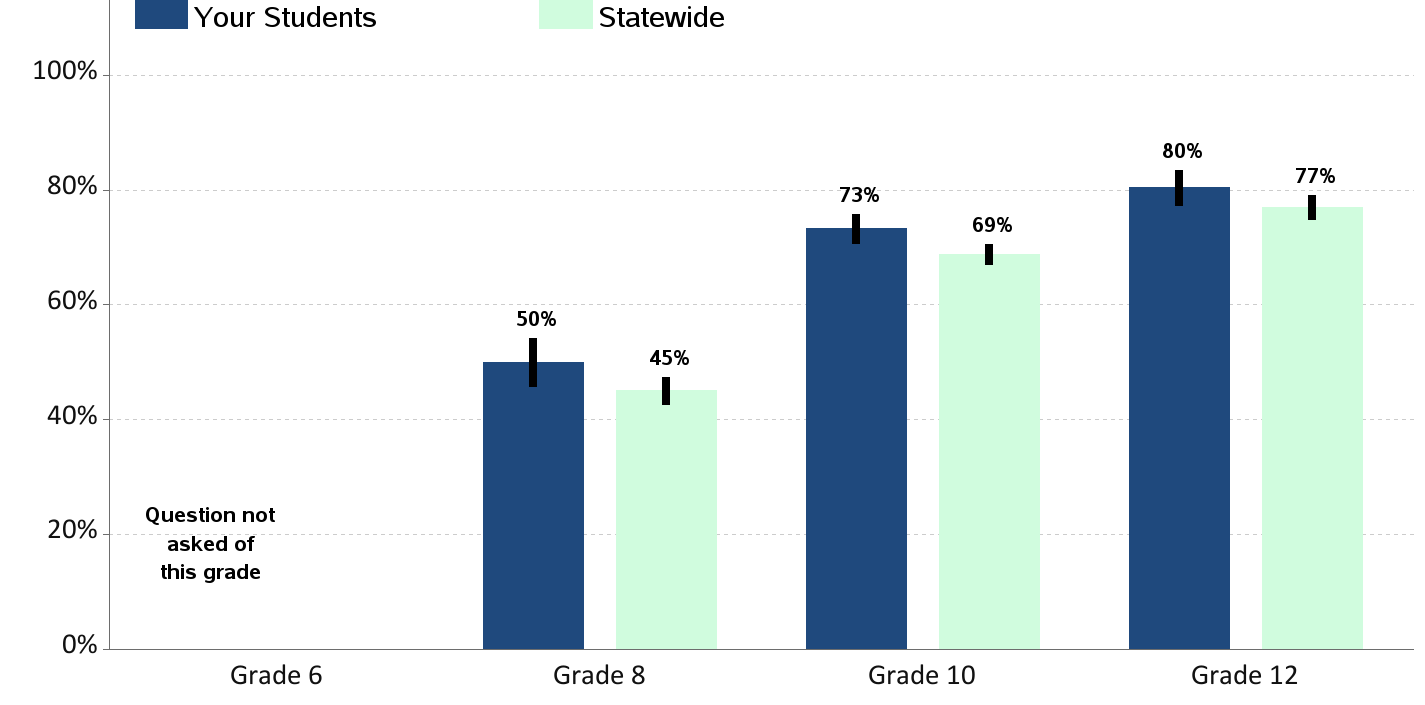 Your Students Statewide
100%
80%
60%
40%
20%
0%
80%
77%
73%
69%
50%
45%
Question not
asked of
this grade
Grade 6 Grade 8 Grade 10 Grade 12